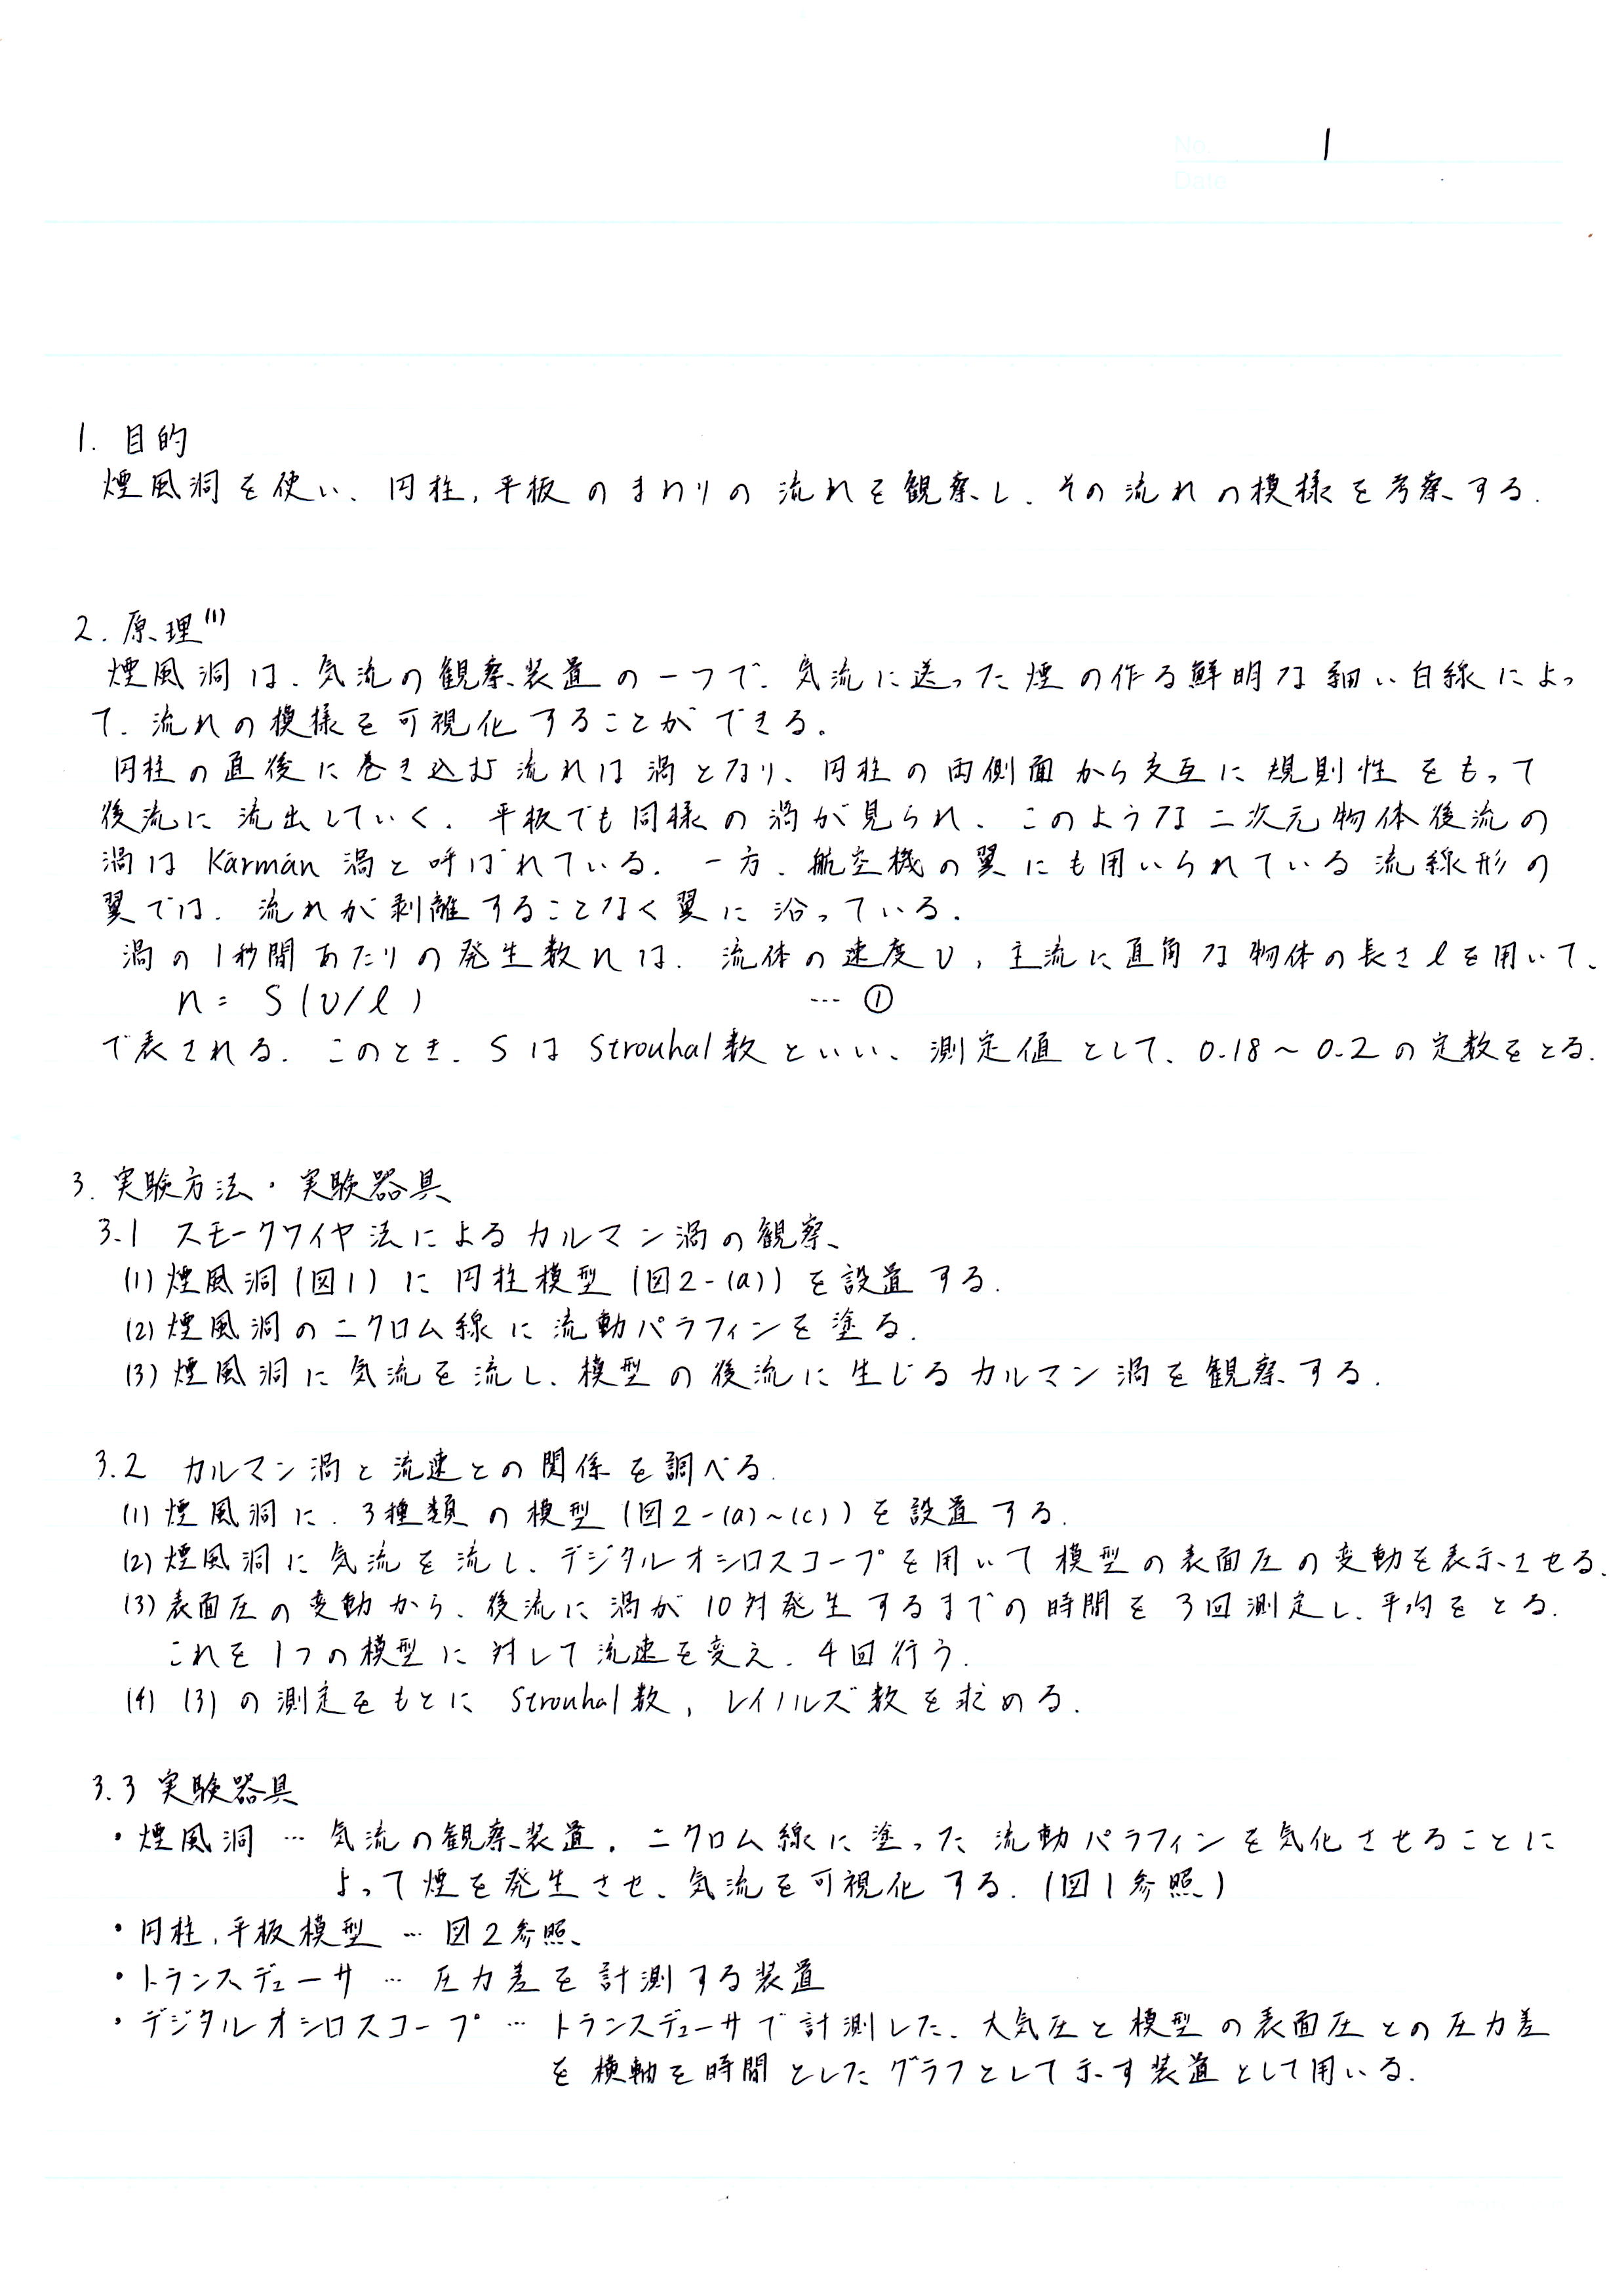 No. 1
Date
1. 目的
煙風洞を使い、円柱,平板のまわりの流れを観察し、その流れの模様を考察する.
2. 原理(1)
煙風洞は、気流の観察装置の一つで、気流に送った煙の作る鮮明な細い白線によっ
て、流れの模様を可視化することができる。
円柱の直後に巻き込む流れは渦となり、円柱の両側面から交互に規則性をもって
後流に流出していく. 平板でも同様の渦が見られ、このような二次元物体後流の
渦は Kārmān 渦と呼ばれている. 一方、航空機の翼にも用いられている流線形の
翼では、流れが剥離することなく翼に沿っている.
渦の1秒間あたりの発生数nは、流体の速度υ, 主流に直角な物体の長さℓを用いて、
n = S(υ/ℓ) … ①
で表される. このとき、SはStrouhal数といい、測定値として、0.18~0.2の定数をとる.
3. 実験方法・実験器具
3.1 スモークワイヤ法によるカルマン渦の観察
(1) 煙風洞(図1)に円柱模型(図2-(a))を設置する.
(2) 煙風洞のニクロム線に流動パラフィンを塗る.
(3) 煙風洞に気流を流し、模型の後流に生じるカルマン渦を観察する.
3.2 カルマン渦と流速との関係を調べる.
(1) 煙風洞に、3種類の模型(図2-(a)~(c))を設置する.
(2) 煙風洞に気流を流し、デジタルオシロスコープを用いて模型の表面圧の変動を表示させる.
(3) 表面圧の変動から、後流に渦が10対発生するまでの時間を3回測定し、平均をとる.
これを1つの模型に対して流速を変え、4回行う.
(4) (3)の測定をもとにStrouhal数, レイノルズ数を求める.
3.3 実験器具
・煙風洞 … 気流の観察装置. ニクロム線に塗った流動パラフィンを気化させることに
よって煙を発生させ、気流を可視化する. (図1参照)
・円柱,平板模型 … 図2参照
・トランスデューサ … 圧力差を計測する装置
・デジタルオシロスコープ … トランスデューサで計測した、大気圧と模型の表面圧との圧力差
を横軸を時間としたグラフとして示す装置として用いる.